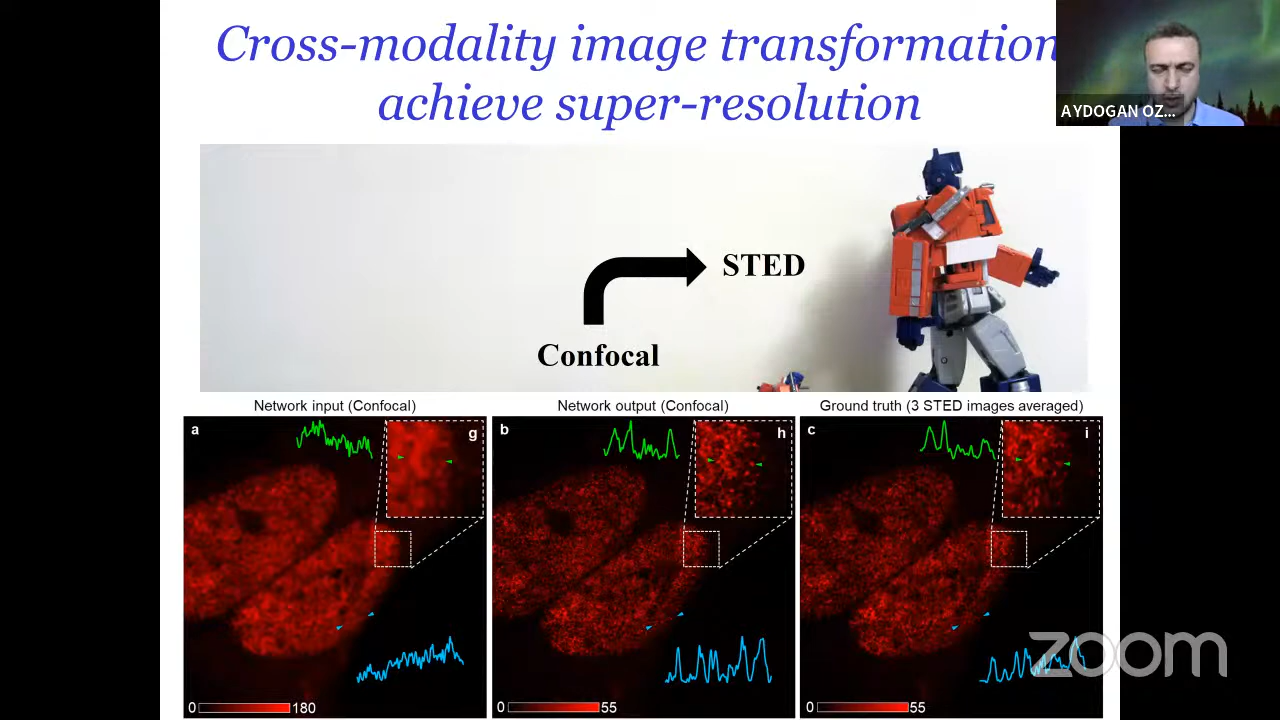 Cross-modality image transformation
achieve super-resolution
AYDOGAN OZ...
STED
Confocal
Network input (Confocal)
Network output (Confocal)
Ground truth (3 STED images averaged)
a
g
b
h
c
i
0
180
0
55
0
55
zoom